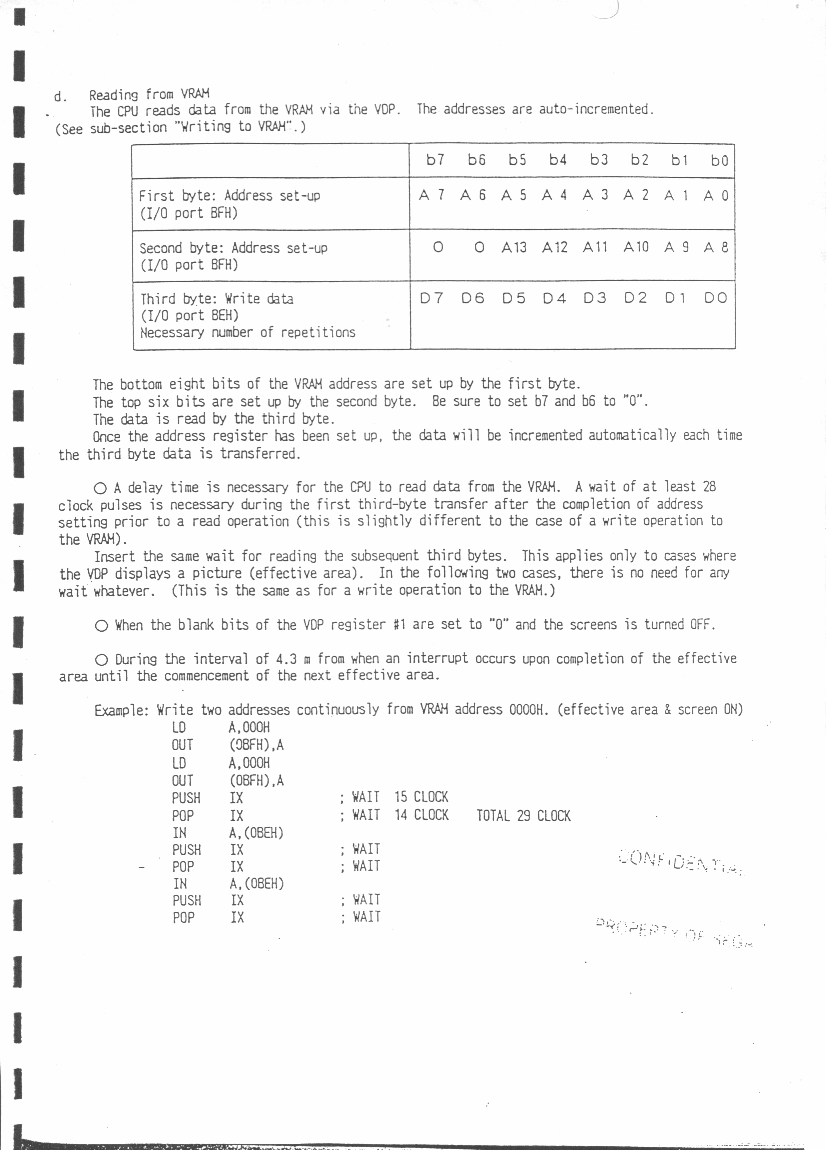 d. Reading from VRAM
The CPU reads data from the VRAM via the VDP. The addresses are auto-incremented.
(See sub-section "Writing to VRAM".)
b7 b6 b5 b4 b3 b2 b1 b0
First byte: Address set-up A 7 A 6 A 5 A 4 A 3 A 2 A 1 A 0
(I/O port BFH)
Second byte: Address set-up 0 0 A13 A12 A11 A10 A 9 A 8
(I/O port BFH)
Third byte: Write data D7 D6 D5 D4 D3 D2 D1 D0
(I/O port BEH)
Necessary number of repetitions
The bottom eight bits of the VRAM address are set up by the first byte.
The top six bits are set up by the second byte. Be sure to set b7 and b6 to "0".
The data is read by the third byte.
Once the address register has been set up, the data will be incremented automatically each time
the third byte data is transferred.
O A delay time is necessary for the CPU to read data from the VRAM. A wait of at least 28
clock pulses is necessary during the first third-byte transfer after the completion of address
setting prior to a read operation (this is slightly different to the case of a write operation to
the VRAM).
Insert the same wait for reading the subsequent third bytes. This applies only to cases where
the VDP displays a picture (effective area). In the following two cases, there is no need for any
wait whatever. (This is the same as for a write operation to the VRAM.)
O When the blank bits of the VDP register #1 are set to "0" and the screens is turned OFF.
O During the interval of 4.3 m from when an interrupt occurs upon completion of the effective
area until the commencement of the next effective area.
Example: Write two addresses continuously from VRAM address 0000H. (effective area & screen ON)
LD A,000H
OUT (0BFH),A
LD A,000H
OUT (0BFH),A
PUSH IX ; WAIT 15 CLOCK
POP IX ; WAIT 14 CLOCK TOTAL 29 CLOCK
IN A,(0BEH)
PUSH IX ; WAIT
POP IX ; WAIT
IN A,(0BEH)
PUSH IX ; WAIT
POP IX ; WAIT
CONFIDENTIAL
PROPERTY OF SEGA